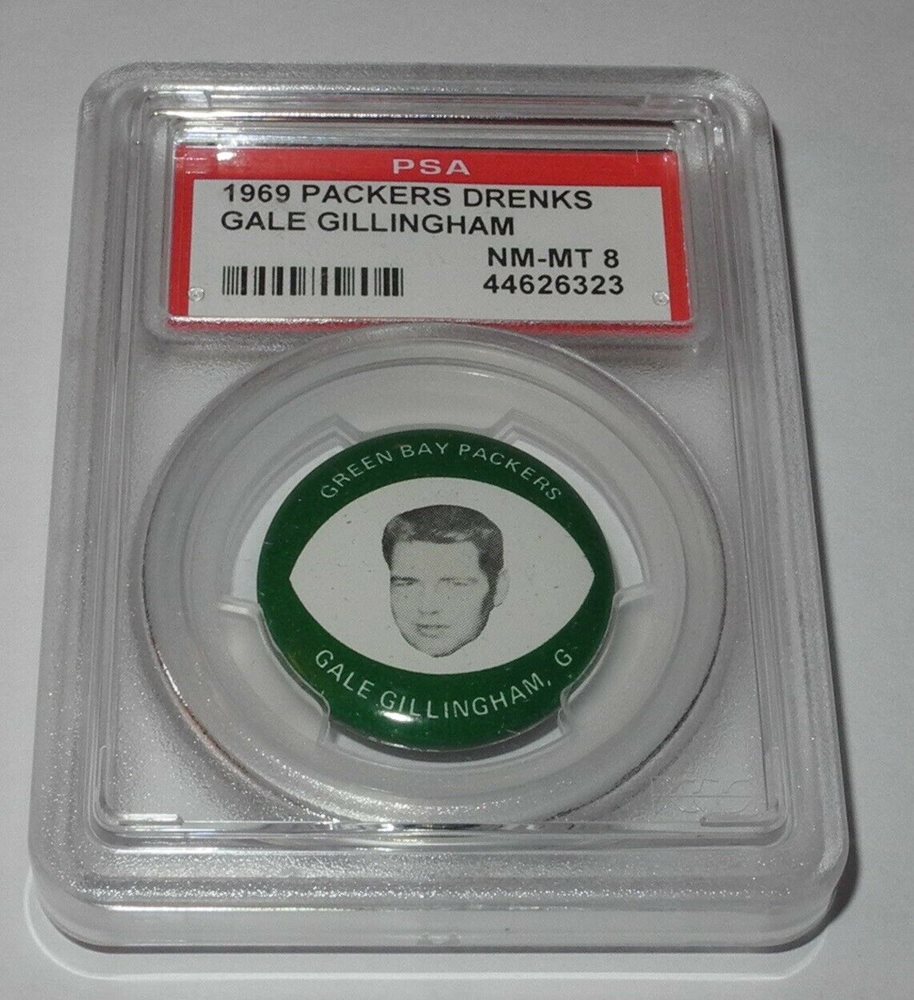 PSA
1969 PACKERS DRENKS
GALE GILLINGHAM
NM-MT 8
44626323
GREEN BAY PACKERS
GALE GILLINGHAM, G